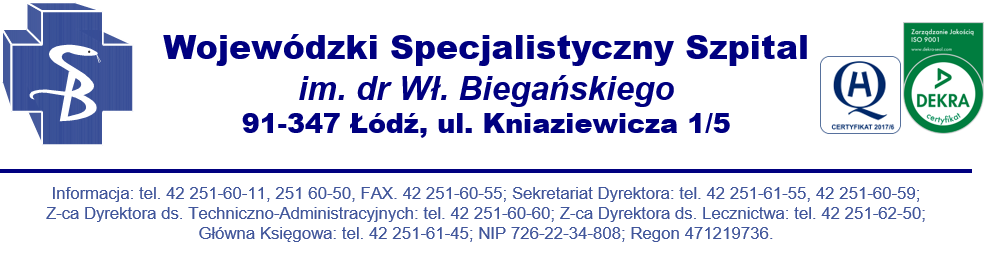 Wojewódzki Specjalistyczny Szpital
im. dr Wł. Biegańskiego
91-347 Łódź, ul. Kniaziewicza 1/5
CERTYFIKAT 2017/6
Zarządzanie Jakością
ISO 9001
www.dekraseal.com
DEKRA
certyfikat
Informacja: tel. 42 251-60-11, 251 60-50, FAX. 42 251-60-55; Sekretariat Dyrektora: tel. 42 251-61-55, 42 251-60-59;
Z-ca Dyrektora ds. Techniczno-Administracyjnych: tel. 42 251-60-60; Z-ca Dyrektora ds. Lecznictwa: tel. 42 251-62-50;
Główna Księgowa: tel. 42 251-61-45; NIP 726-22-34-808; Regon 471219736.